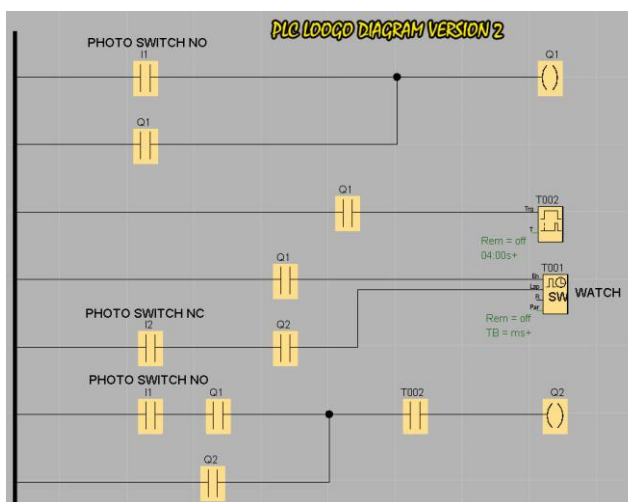 PLC LOOGO DIAGRAM VERSION 2
PHOTO SWITCH NO
I1
Q1
Q1
Q1
T002
Trg
T
Rem = off
04:00s+
Q1
T001
En
Lap
R
Par
SW
WATCH
Rem = off
TB = ms+
PHOTO SWITCH NC
I2
Q2
PHOTO SWITCH NO
I1
Q1
T002
Q2
Q2